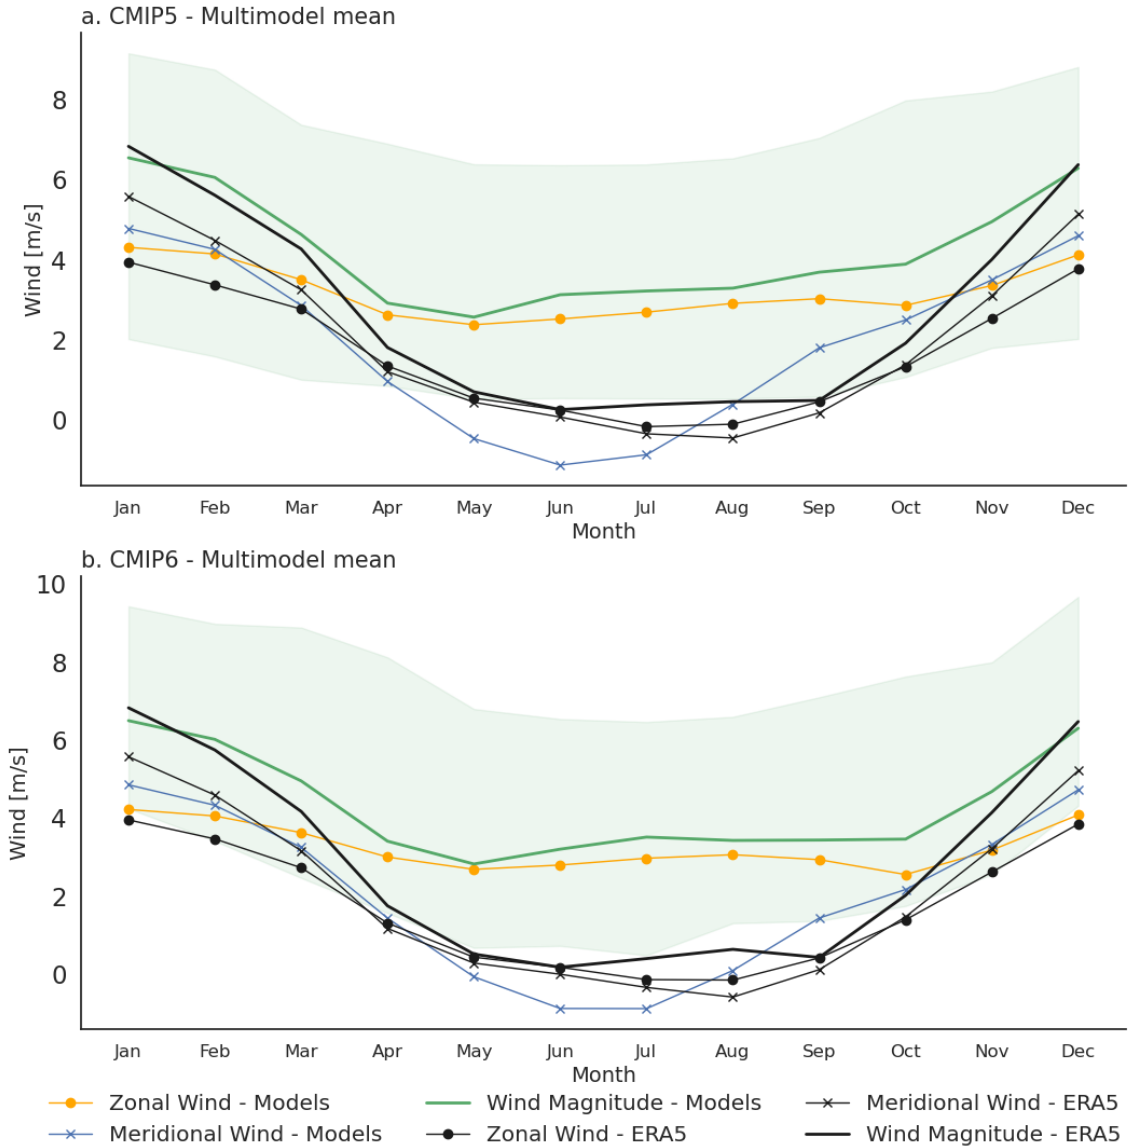 a. CMIP5 - Multimodel mean
8
6
4
2
0
Wind [m/s]
Jan Feb Mar Apr May Jun Jul Aug Sep Oct Nov Dec
Month
b. CMIP6 - Multimodel mean
10
8
6
4
2
0
Wind [m/s]
Jan Feb Mar Apr May Jun Jul Aug Sep Oct Nov Dec
Month
Zonal Wind - Models Wind Magnitude - Models Meridional Wind - ERA5
Meridional Wind - Models Zonal Wind - ERA5 Wind Magnitude - ERA5